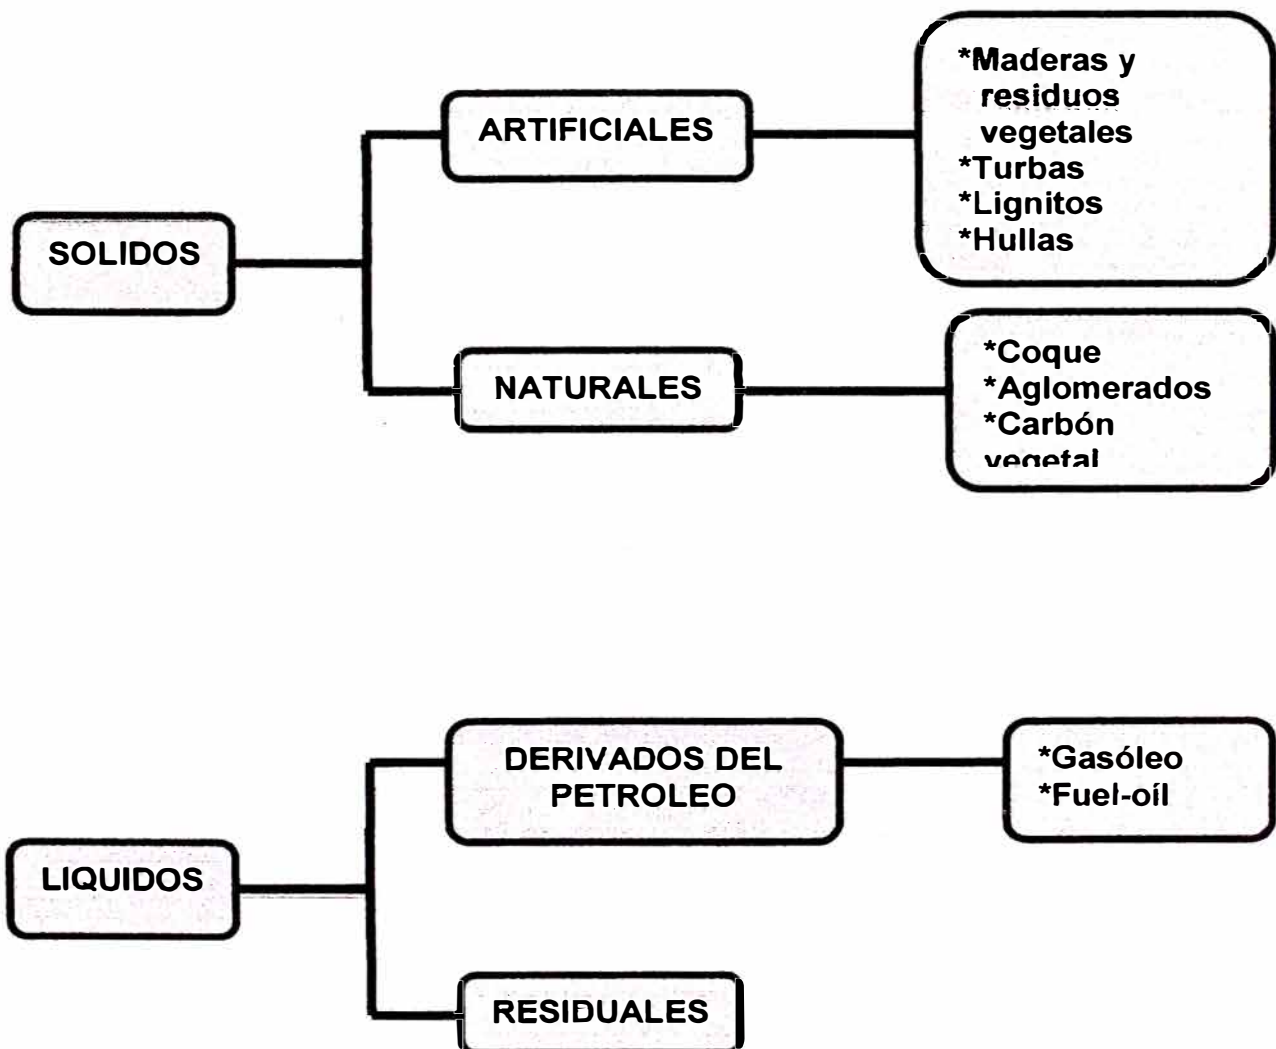 SOLIDOS
ARTIFICIALES
*Maderas y
residuos
vegetales
*Turbas
*Lignitos
*Hullas
NATURALES
*Coque
*Aglomerados
*Carbón
vegetal
LIQUIDOS
DERIVADOS DEL
PETROLEO
*Gasóleo
*Fuel-oíl
RESIDUALES